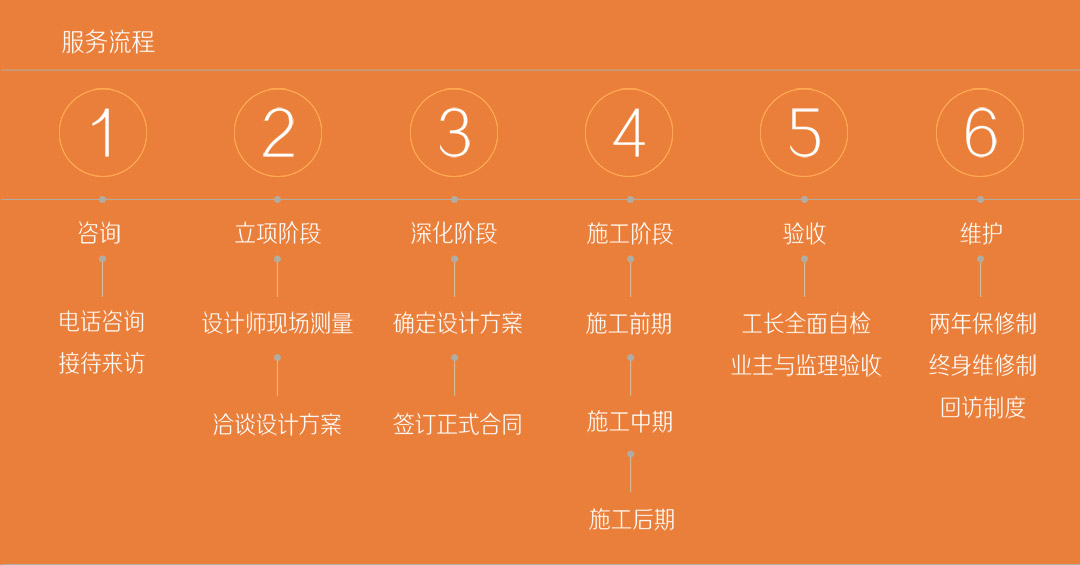 服务流程
1
2
3
4
5
6
咨询
立项阶段
深化阶段
施工阶段
验收
维护
电话咨询
接待来访
设计师现场测量
洽谈设计方案
确定设计方案
签订正式合同
施工前期
施工中期
施工后期
工长全面自检
业主与监理验收
两年保修制
终身维修制
回访制度